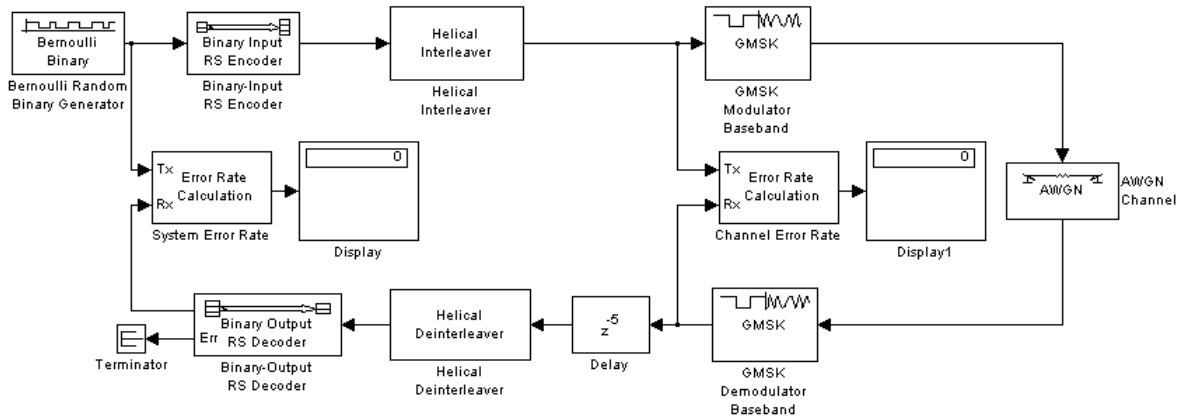 Bernoulli
Binary
Bernoulli Random
Binary Generator
Binary Input
RS Encoder
Binary-Input
RS Encoder
Helical
Interleaver
Helical
Interleaver
GMSK
GMSK
Modulator
Baseband
Tx
Rx
Error Rate
Calculation
System Error Rate
0
Display
Tx
Rx
Error Rate
Calculation
Channel Error Rate
0
Display1
AWGN
AWGN
Channel
Terminator
Err
Binary Output
RS Decoder
Binary-Output
RS Decoder
Helical
Deinterleaver
Helical
Deinterleaver
z-5
Delay
GMSK
GMSK
Demodulator
Baseband